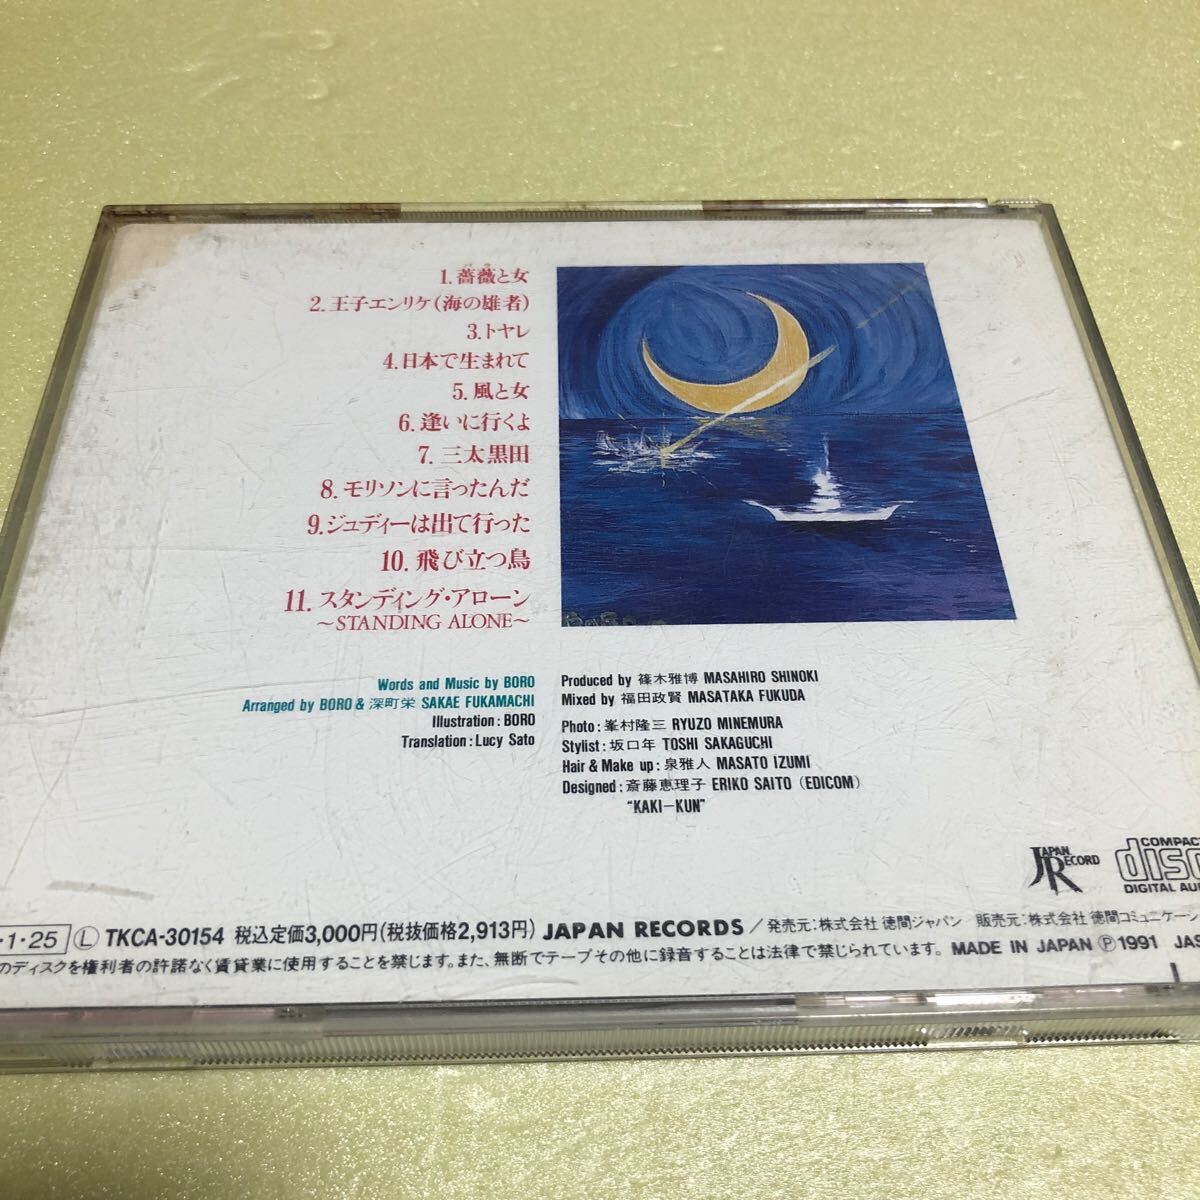 1. 薔薇と女
2. 王子エンリケ(海の雄者)
3. トヤレ
4. 日本で生まれて
5. 風と女
6. 逢いに行くよ
7. 三太黒田
8. モリソンに言ったんだ
9. ジュディーは出て行った
10. 飛び立つ鳥
11. スタンディング・アローン
～STANDING ALONE～
Words and Music by BORO
Arranged by BORO & 深町栄 SAKAE FUKAMACHI
Illustration : BORO
Translation : Lucy Sato
Produced by 篠木雅博 MASAHIRO SHINOKI
Mixed by 福田政賢 MASATAKA FUKUDA
Photo : 峯村隆三 RYUZO MINEMURA
Stylist : 坂口年 TOSHI SAKAGUCHI
Hair & Make up : 泉雅人 MASATO IZUMI
Designed : 斎藤恵理子 ERIKO SAITO (EDICOM)
"KAKI-KUN"
JAPAN RECORD
COMPACT
disc
DIGITAL AU
·1·25 Ⓛ TKCA-30154 税込定価3,000円(税抜価格2,913円) JAPAN RECORDS / 発売元:株式会社 徳間ジャパン 販売元:株式会社 徳間コミュニケーション
のディスクを権利者の許諾なく賃貸業に使用することを禁じます。また、無断でテープその他に録音することは法律で禁じられています。 MADE IN JAPAN Ⓟ1991 JAS